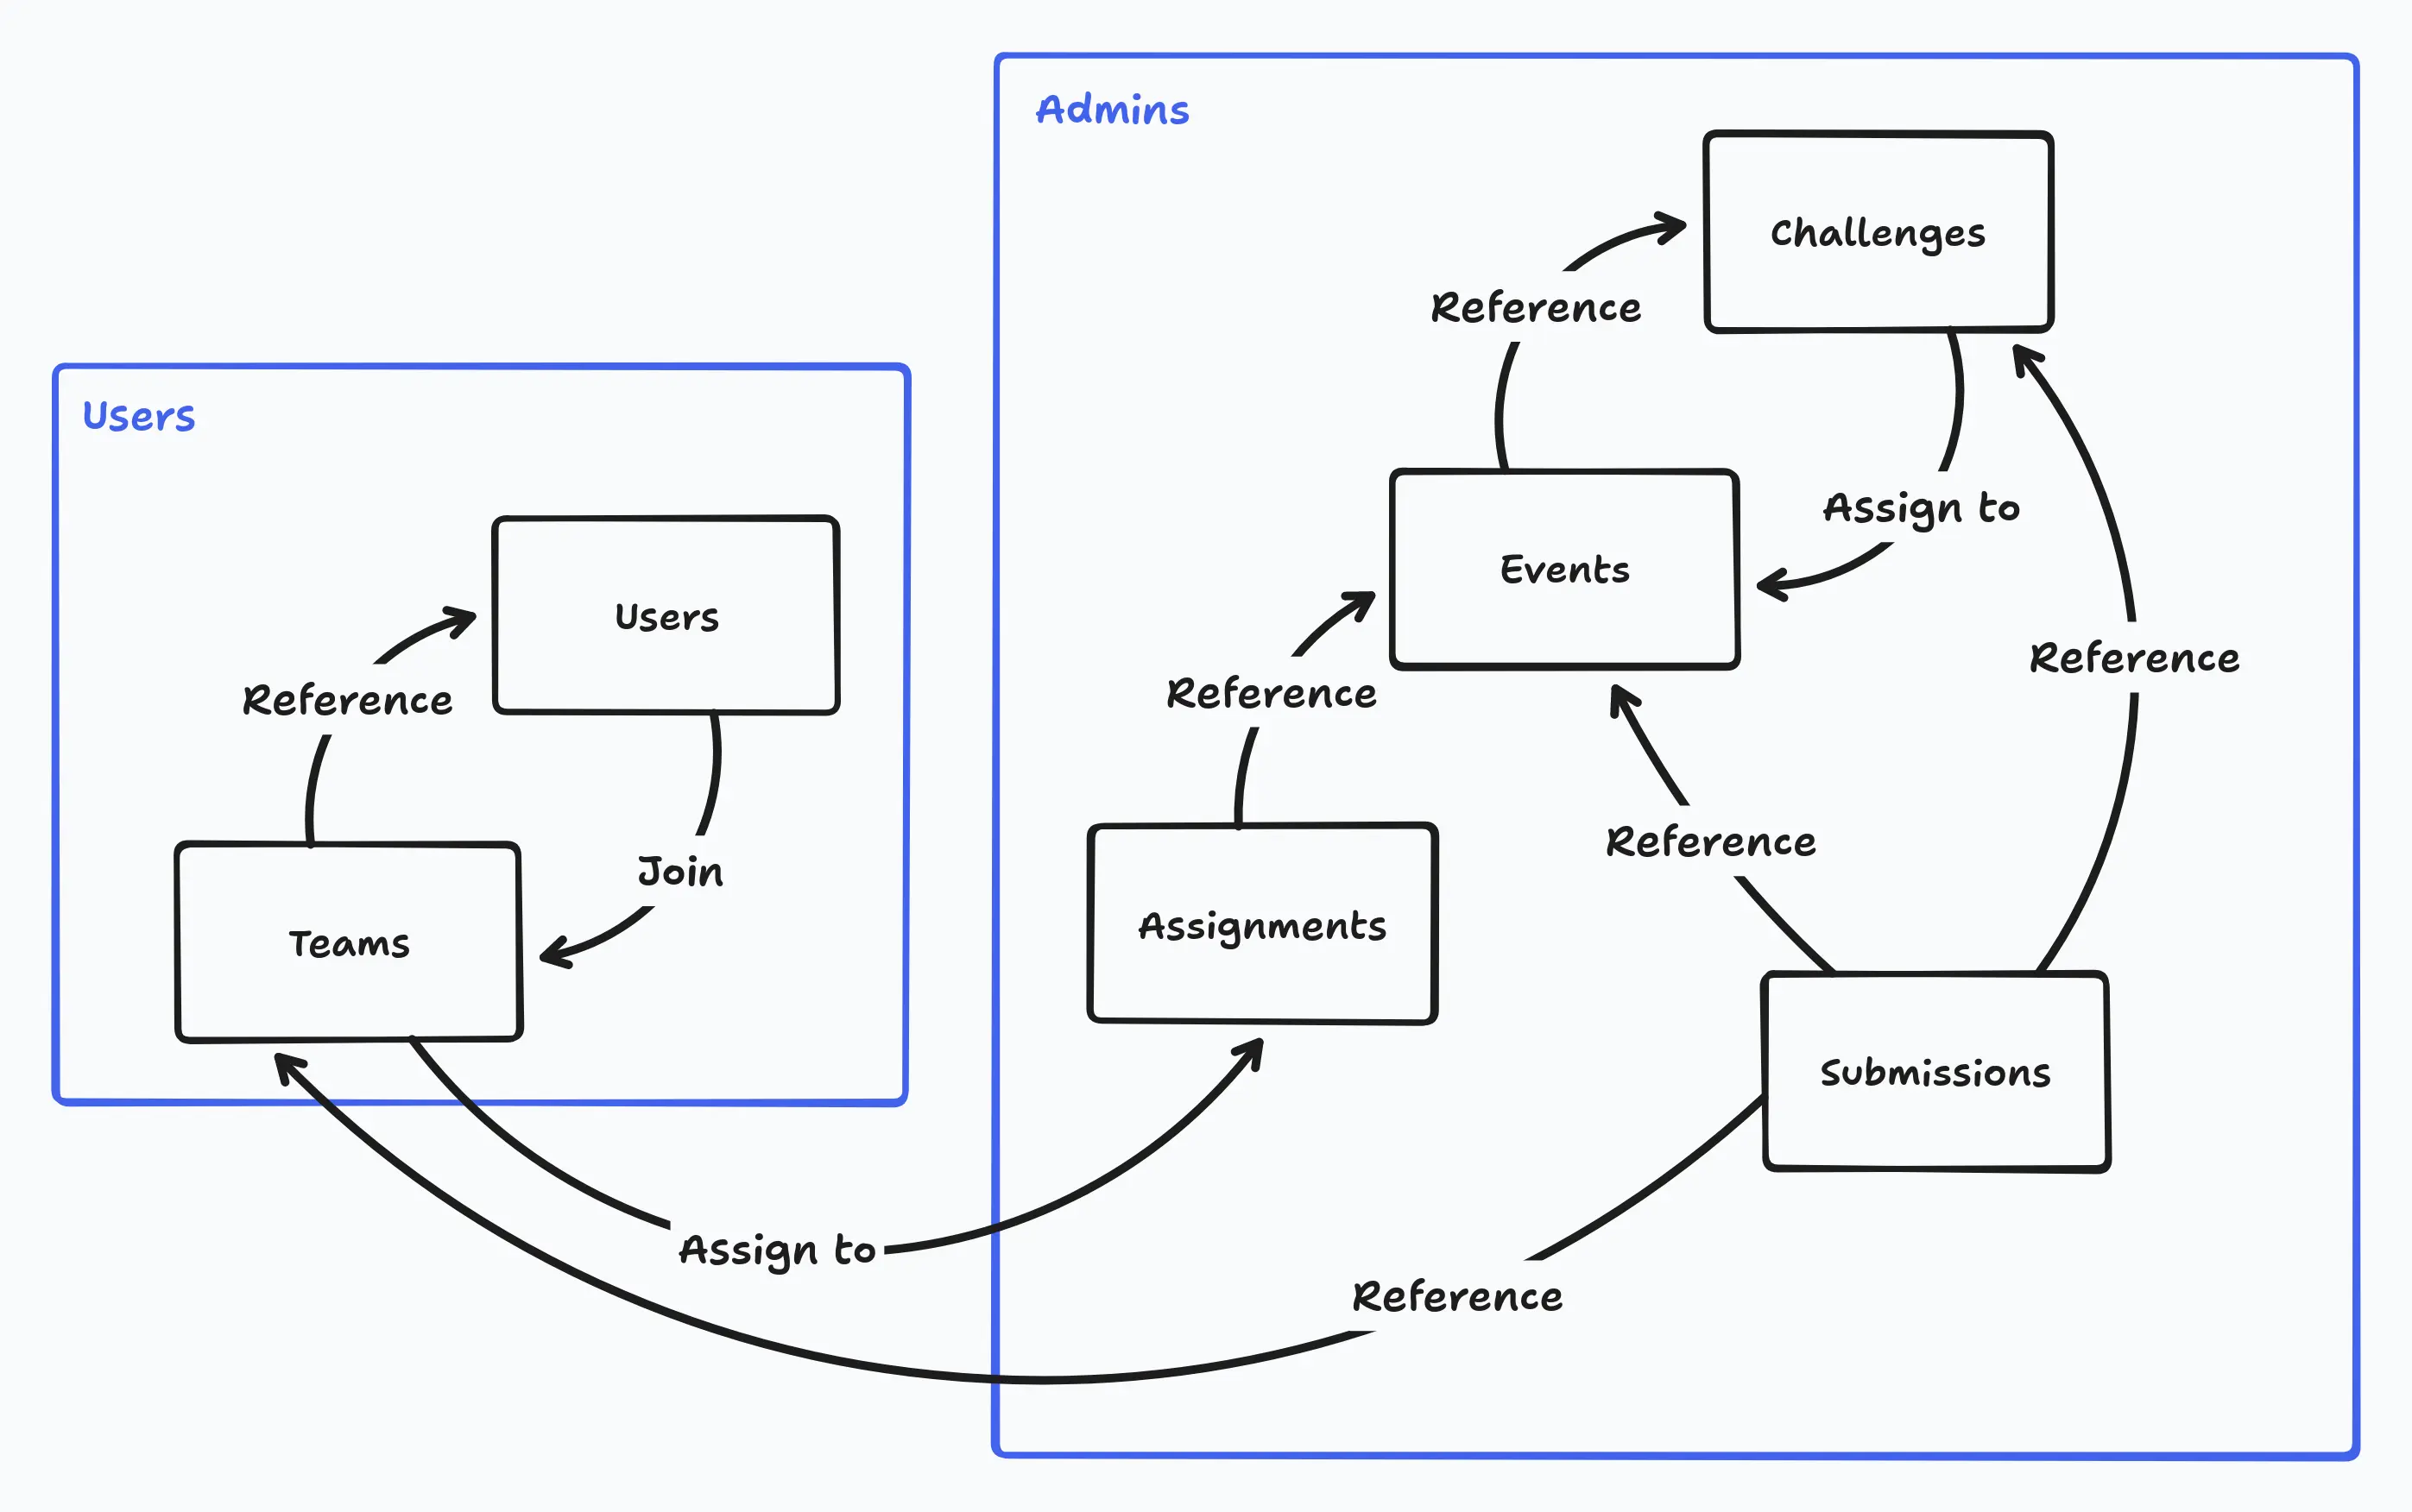 Admins
Challenges
Reference
Users
Assign to
Events
Users
Reference
Reference
Reference
Join
Reference
Teams
Assignments
Submissions
Assign to
Reference